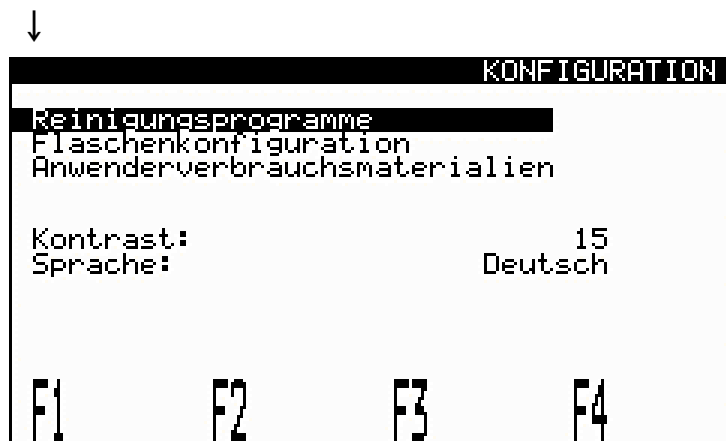 ↓
KONFIGURATION
Reinigungsprogramme
Flaschenkonfiguration
Anwenderverbrauchsmaterialien
Kontrast: 15
Sprache: Deutsch
F1 F2 F3 F4